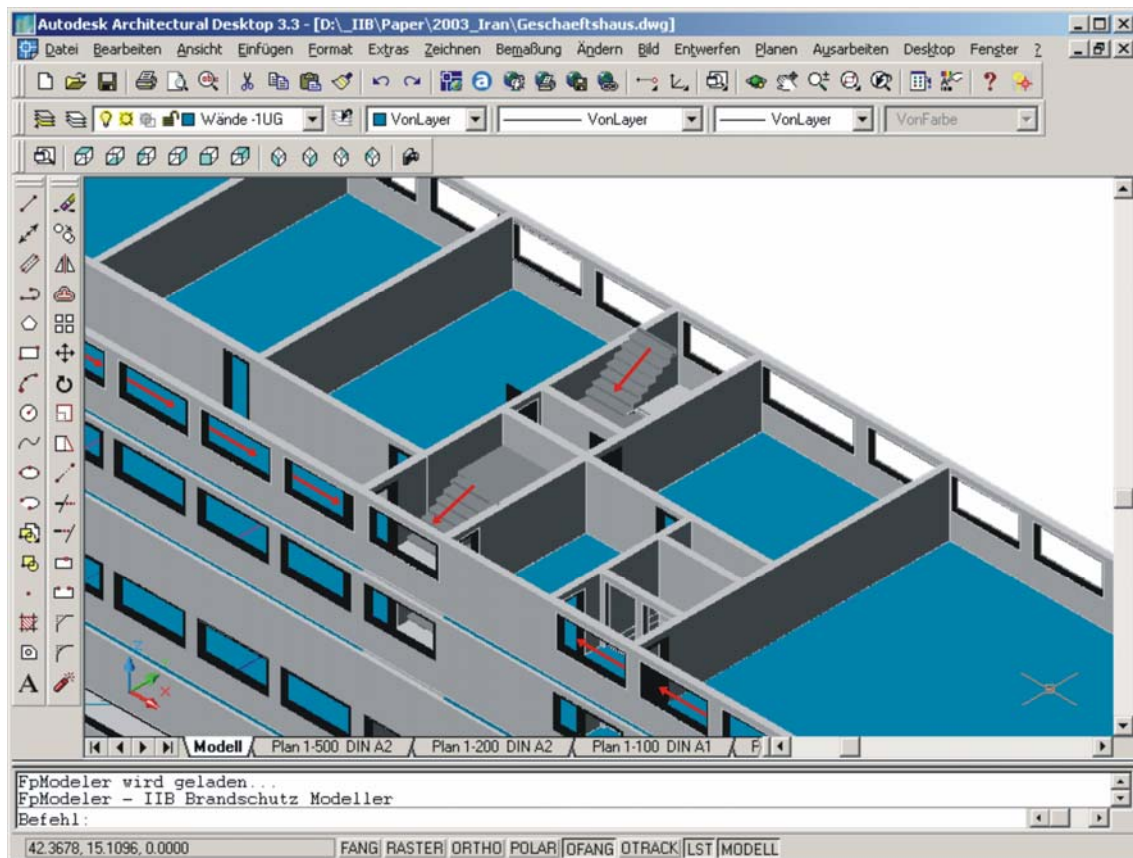 Autodesk Architectural Desktop 3.3 - [D:\_IIB\Paper\2003_Iran\Geschaeftshaus.dwg]
Datei Bearbeiten Ansicht Einfügen Format Extras Zeichnen Bemaßung Ändern Bild Entwerfen Planen Ausarbeiten Desktop Fenster ?
Wände -1UG VonLayer VonLayer VonLayer VonFarbe
A
Z
X
Modell Plan 1-500 DIN A2 Plan 1-200 DIN A2 Plan 1-100 DIN A1 P
FpModeler wird geladen...
FpModeler - IIB Brandschutz Modeller
Befehl:
42.3678, 15.1096, 0.0000 FANG RASTER ORTHO POLAR OFANG OTRACK LST MODELL